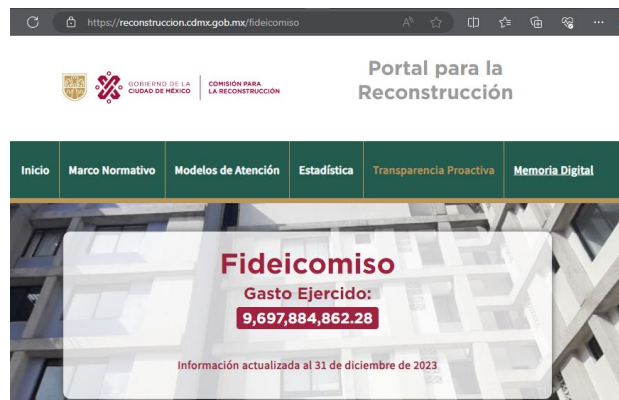 https://reconstruccion.cdmx.gob.mx/fideicomiso
GOBIERNO DE LA
CIUDAD DE MÉXICO
COMISIÓN PARA
LA RECONSTRUCCIÓN
Portal para la
Reconstrucción
Inicio Marco Normativo Modelos de Atención Estadística Transparencia Proactiva Memoria Digital
Fideicomiso
Gasto Ejercido:
9,697,884,862.28
Información actualizada al 31 de diciembre de 2023